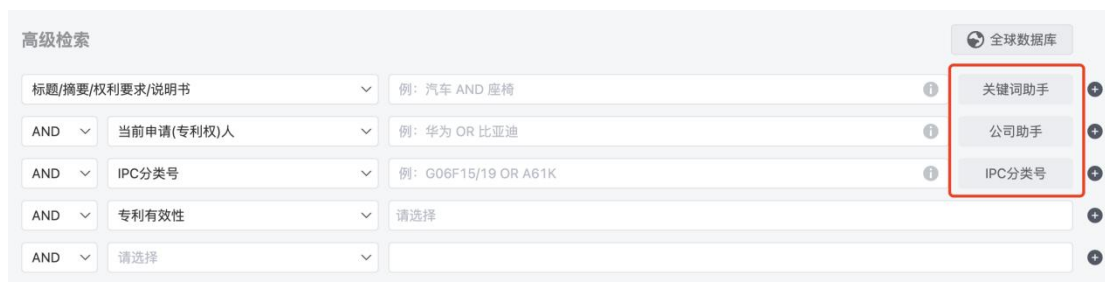 高级检索 全球数据库
标题/摘要/权利要求/说明书 例：汽车 AND 座椅 关键词助手
AND 当前申请(专利权)人 例：华为 OR 比亚迪 公司助手
AND IPC分类号 例：G06F15/19 OR A61K IPC分类号
AND 专利有效性 请选择
AND 请选择